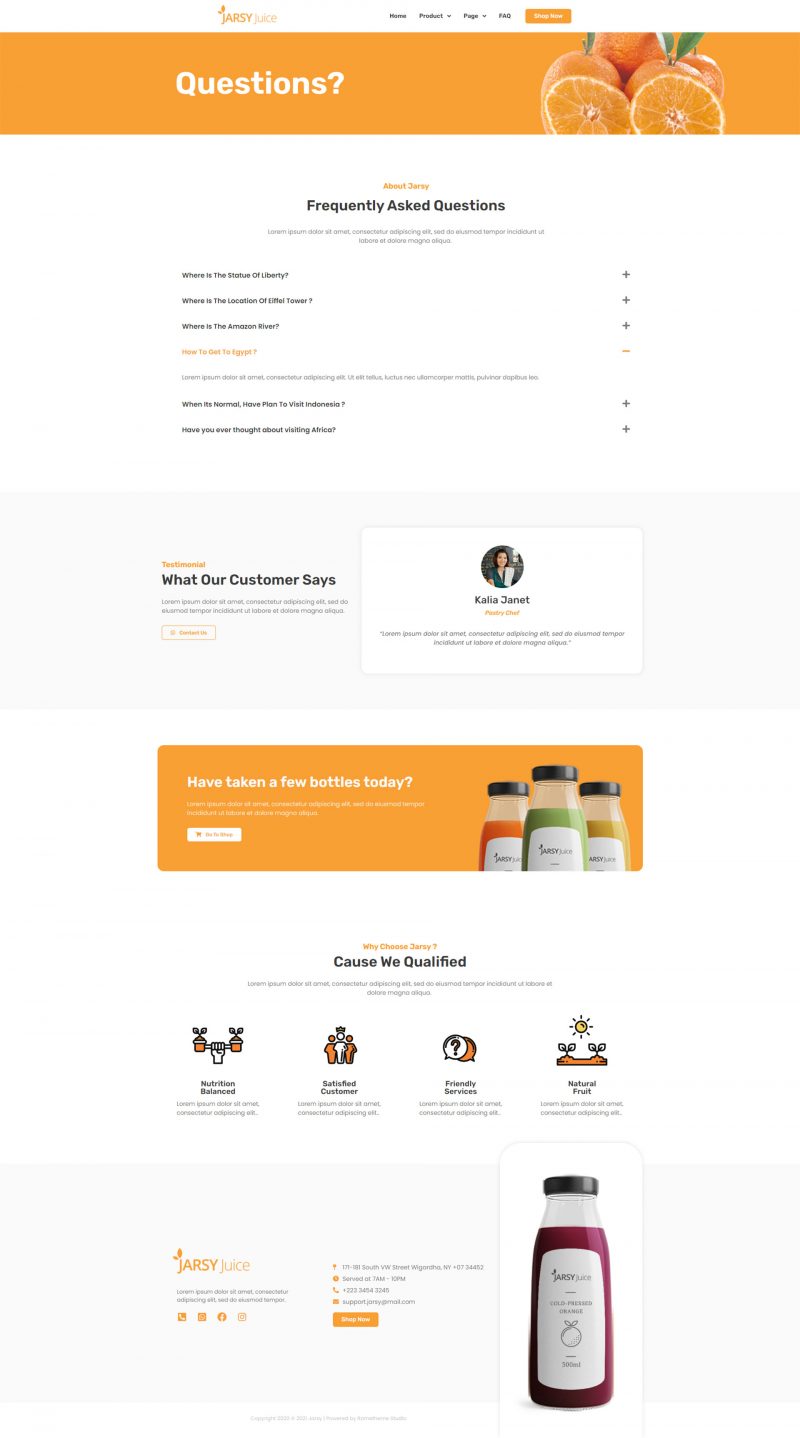 JARSY Juice
Home Product Page FAQ Shop Now
Questions?
About Jarsy
Frequently Asked Questions
Lorem ipsum dolor sit amet, consectetur adipiscing elit, sed do eiusmod tempor incididunt ut
labore et dolore magna aliqua.
Where Is The Statue Of Liberty?
Where Is The Location Of Eiffel Tower ?
Where Is The Amazon River?
How To Get To Egypt ?
Lorem ipsum dolor sit amet, consectetur adipiscing elit. Ut elit tellus, luctus nec ullamcorper mattis, pulvinar dapibus leo.
When Its Normal, Have Plan To Visit Indonesia ?
Have you ever thought about visiting Africa?
Testimonial
What Our Customer Says
Lorem ipsum dolor sit amet, consectetur adipiscing elit, sed do
eiusmod tempor incididunt ut labore et dolore magna aliqua.
Contact Us
Kalia Janet
Pastry Chef
"Lorem ipsum dolor sit amet, consectetur adipiscing elit, sed do eiusmod tempor
incididunt ut labore et dolore magna aliqua."
Have taken a few bottles today?
Lorem ipsum dolor sit amet, consectetur adipiscing elit, sed do eiusmod tempor
incididunt ut labore et dolore magna aliqua.
Go To Shop
JARSY Juice
JARSY Juice
ARSY Juice
Why Choose Jarsy ?
Cause We Qualified
Lorem ipsum dolor sit amet, consectetur adipiscing elit, sed do eiusmod tempor incididunt ut labore et
dolore magna aliqua.
Nutrition
Balanced
Lorem ipsum dolor sit amet,
consectetur adipiscing elit..
Satisfied
Customer
Lorem ipsum dolor sit amet,
consectetur adipiscing elit..
Friendly
Services
Lorem ipsum dolor sit amet,
consectetur adipiscing elit..
Natural
Fruit
Lorem ipsum dolor sit amet,
consectetur adipiscing elit..
JARSY Juice
Lorem ipsum dolor sit amet, consectetur
adipiscing elit, sed do eiusmod tempor.
171-181 South VW Street Wigordha, NY +07 34452
Served at 7AM - 10PM
+223 3454 3245
support.jarsy@mail.com
Shop Now
JARSY Juice
COLD-PRESSED
ORANGE
500ml
Copyright 2020 © 2021 Jarsy | Powered by Rometheme Studio